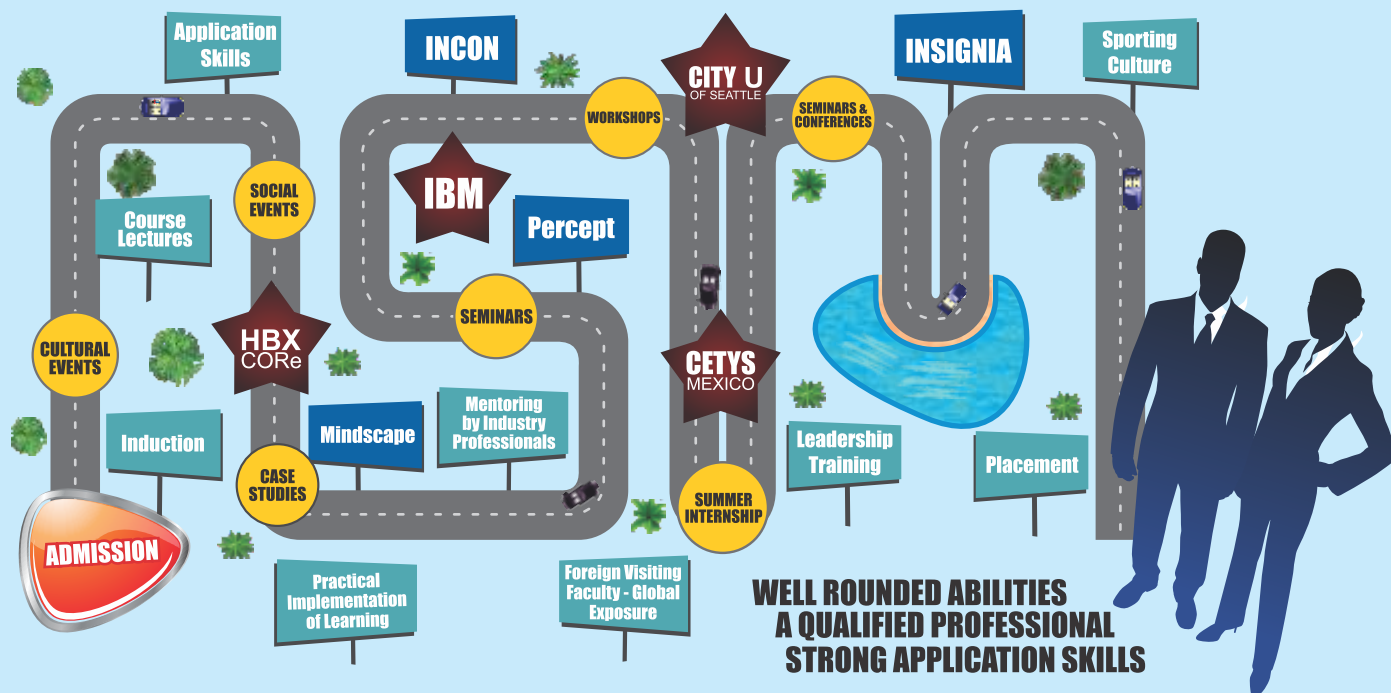 Application
Skills
INCON
CITY U
OF SEATTLE
INSIGNIA
Sporting
Culture
WORKSHOPS
SEMINARS &
CONFERENCES
SOCIAL
EVENTS
IBM
Course
Lectures
Percept
SEMINARS
CULTURAL
EVENTS
HBX
CORe
CETYS
MEXICO
Induction
Mindscape
Mentoring
by Industry
Professionals
Leadership
Training
Placement
CASE
STUDIES
SUMMER
INTERNSHIP
ADMISSION
Practical
Implementation
of Learning
Foreign Visiting
Faculty - Global
Exposure
WELL ROUNDED ABILITIES
A QUALIFIED PROFESSIONAL
STRONG APPLICATION SKILLS